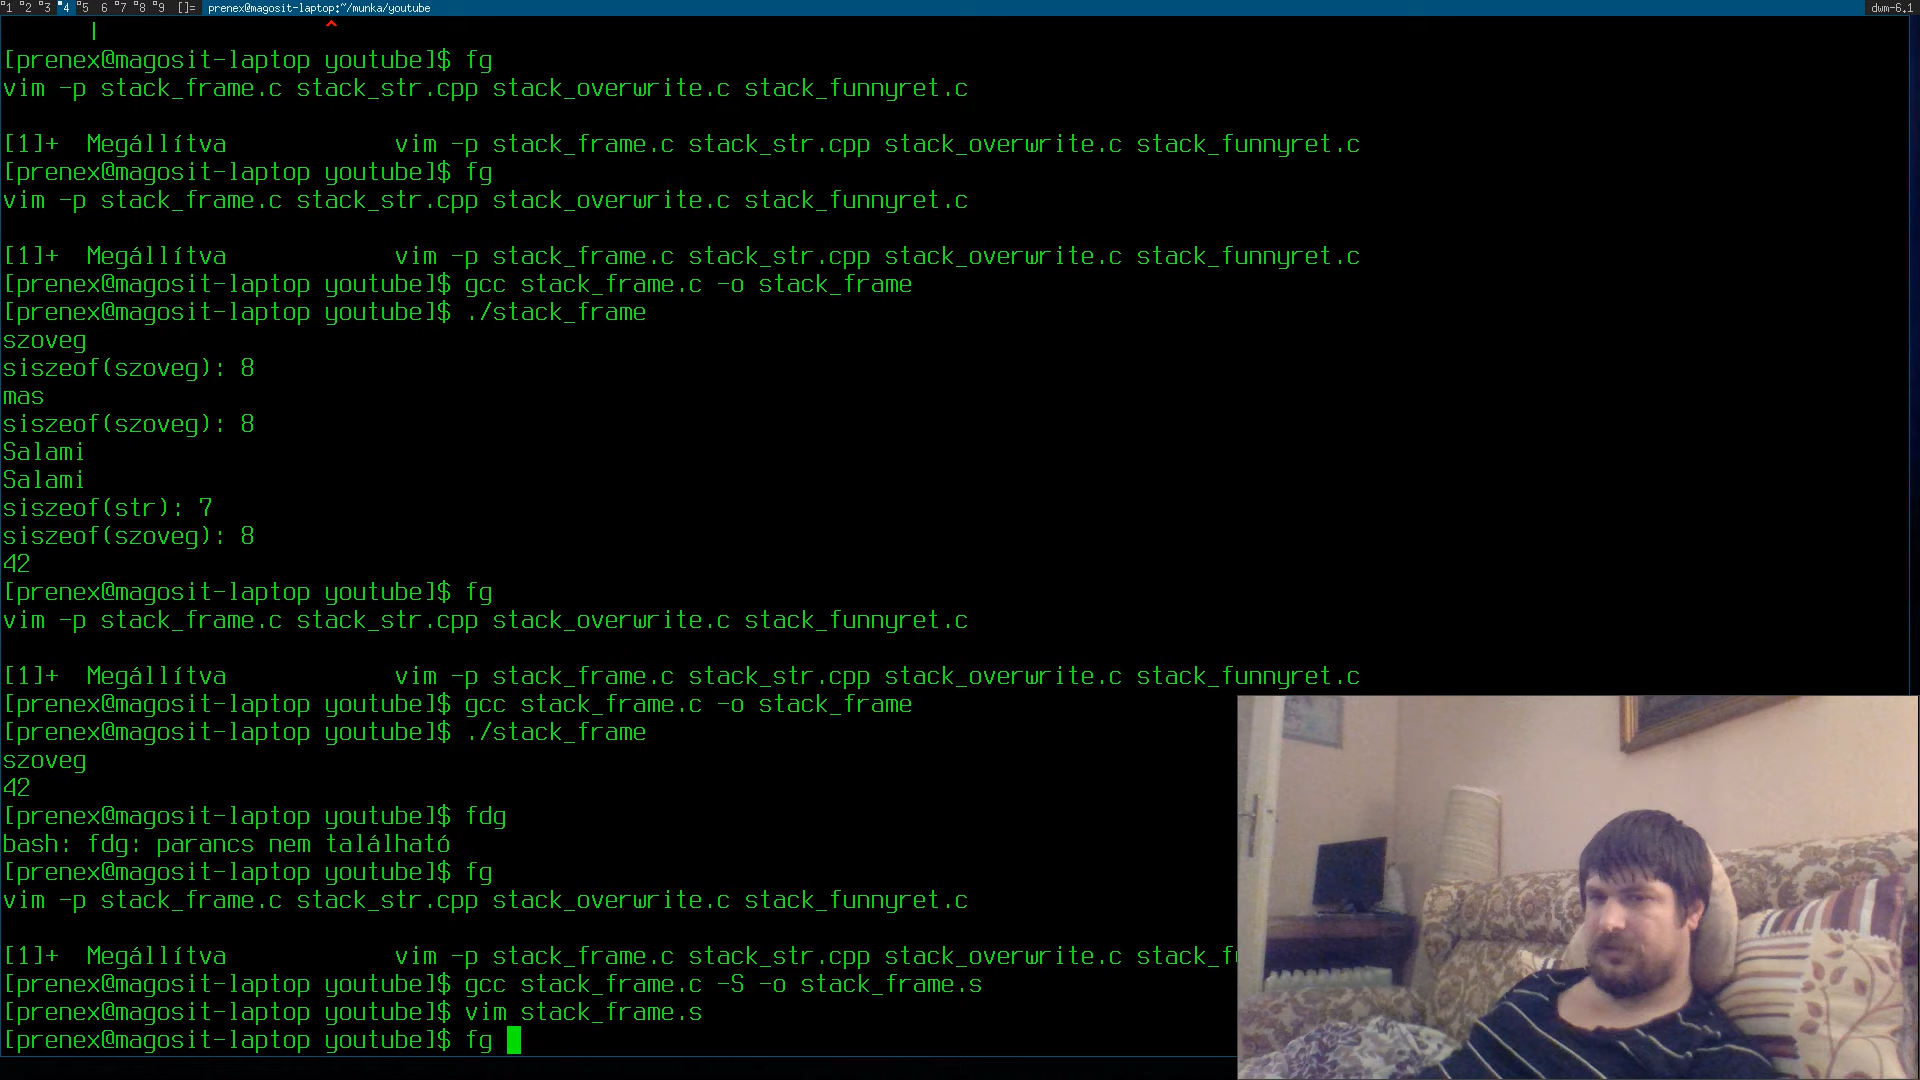 1 2 3 4 5 6 7 8 9 []= prenex@magosit-laptop:~/munka/youtube dwm-6.1
| ^
[prenex@magosit-laptop youtube]$ fg
vim -p stack_frame.c stack_str.cpp stack_overwrite.c stack_funnyret.c
[1]+ Megállítva vim -p stack_frame.c stack_str.cpp stack_overwrite.c stack_funnyret.c
[prenex@magosit-laptop youtube]$ fg
vim -p stack_frame.c stack_str.cpp stack_overwrite.c stack_funnyret.c
[1]+ Megállítva vim -p stack_frame.c stack_str.cpp stack_overwrite.c stack_funnyret.c
[prenex@magosit-laptop youtube]$ gcc stack_frame.c -o stack_frame
[prenex@magosit-laptop youtube]$ ./stack_frame
szoveg
siszeof(szoveg): 8
mas
siszeof(szoveg): 8
Salami
Salami
siszeof(str): 7
siszeof(szoveg): 8
42
[prenex@magosit-laptop youtube]$ fg
vim -p stack_frame.c stack_str.cpp stack_overwrite.c stack_funnyret.c
[1]+ Megállítva vim -p stack_frame.c stack_str.cpp stack_overwrite.c stack_funnyret.c
[prenex@magosit-laptop youtube]$ gcc stack_frame.c -o stack_frame
[prenex@magosit-laptop youtube]$ ./stack_frame
szoveg
42
[prenex@magosit-laptop youtube]$ fdg
bash: fdg: parancs nem található
[prenex@magosit-laptop youtube]$ fg
vim -p stack_frame.c stack_str.cpp stack_overwrite.c stack_funnyret.c
[1]+ Megállítva vim -p stack_frame.c stack_str.cpp stack_overwrite.c
[prenex@magosit-laptop youtube]$ gcc stack_frame.c -S -o stack_frame.s
[prenex@magosit-laptop youtube]$ vim stack_frame.s
[prenex@magosit-laptop youtube]$ fg